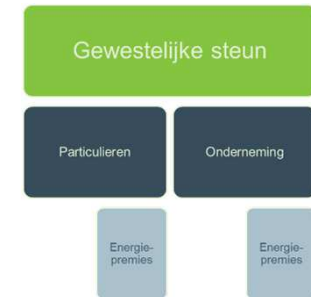 Gewestelijke steun
Particulieren
Onderneming
Energie-
premies
Energie-
premies